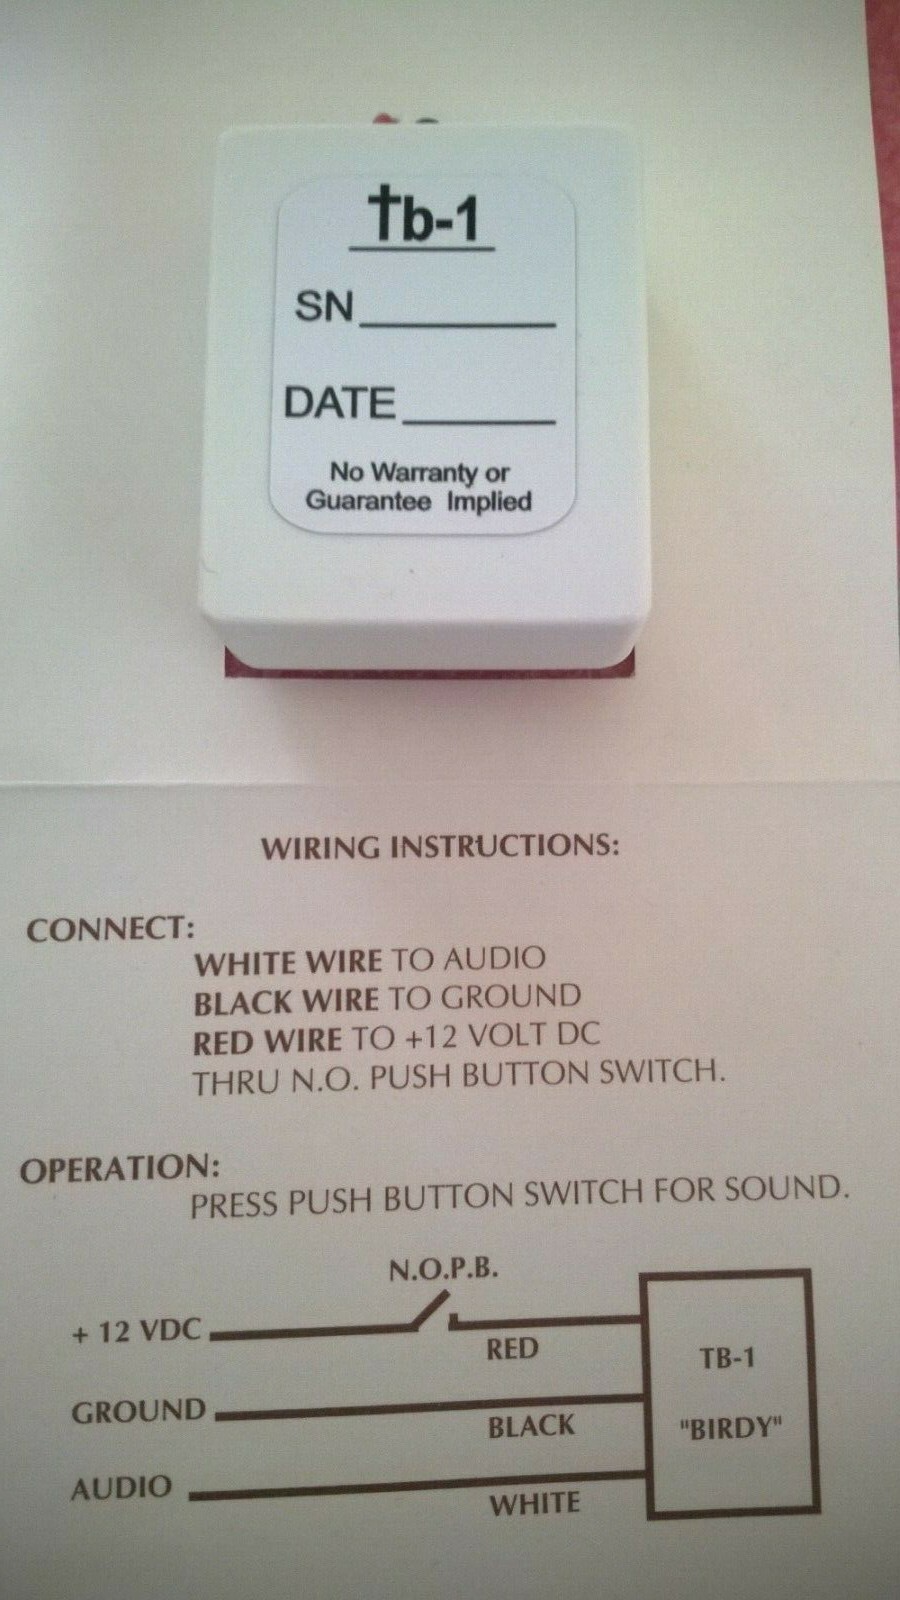 tb-1
SN
DATE
No Warranty or
Guarantee Implied
WIRING INSTRUCTIONS:
CONNECT:
WHITE WIRE TO AUDIO
BLACK WIRE TO GROUND
RED WIRE TO +12 VOLT DC
THRU N.O. PUSH BUTTON SWITCH.
OPERATION:
PRESS PUSH BUTTON SWITCH FOR SOUND.
N.O.P.B.
+ 12 VDC
RED
TB-1
GROUND
BLACK
"BIRDY"
AUDIO
WHITE